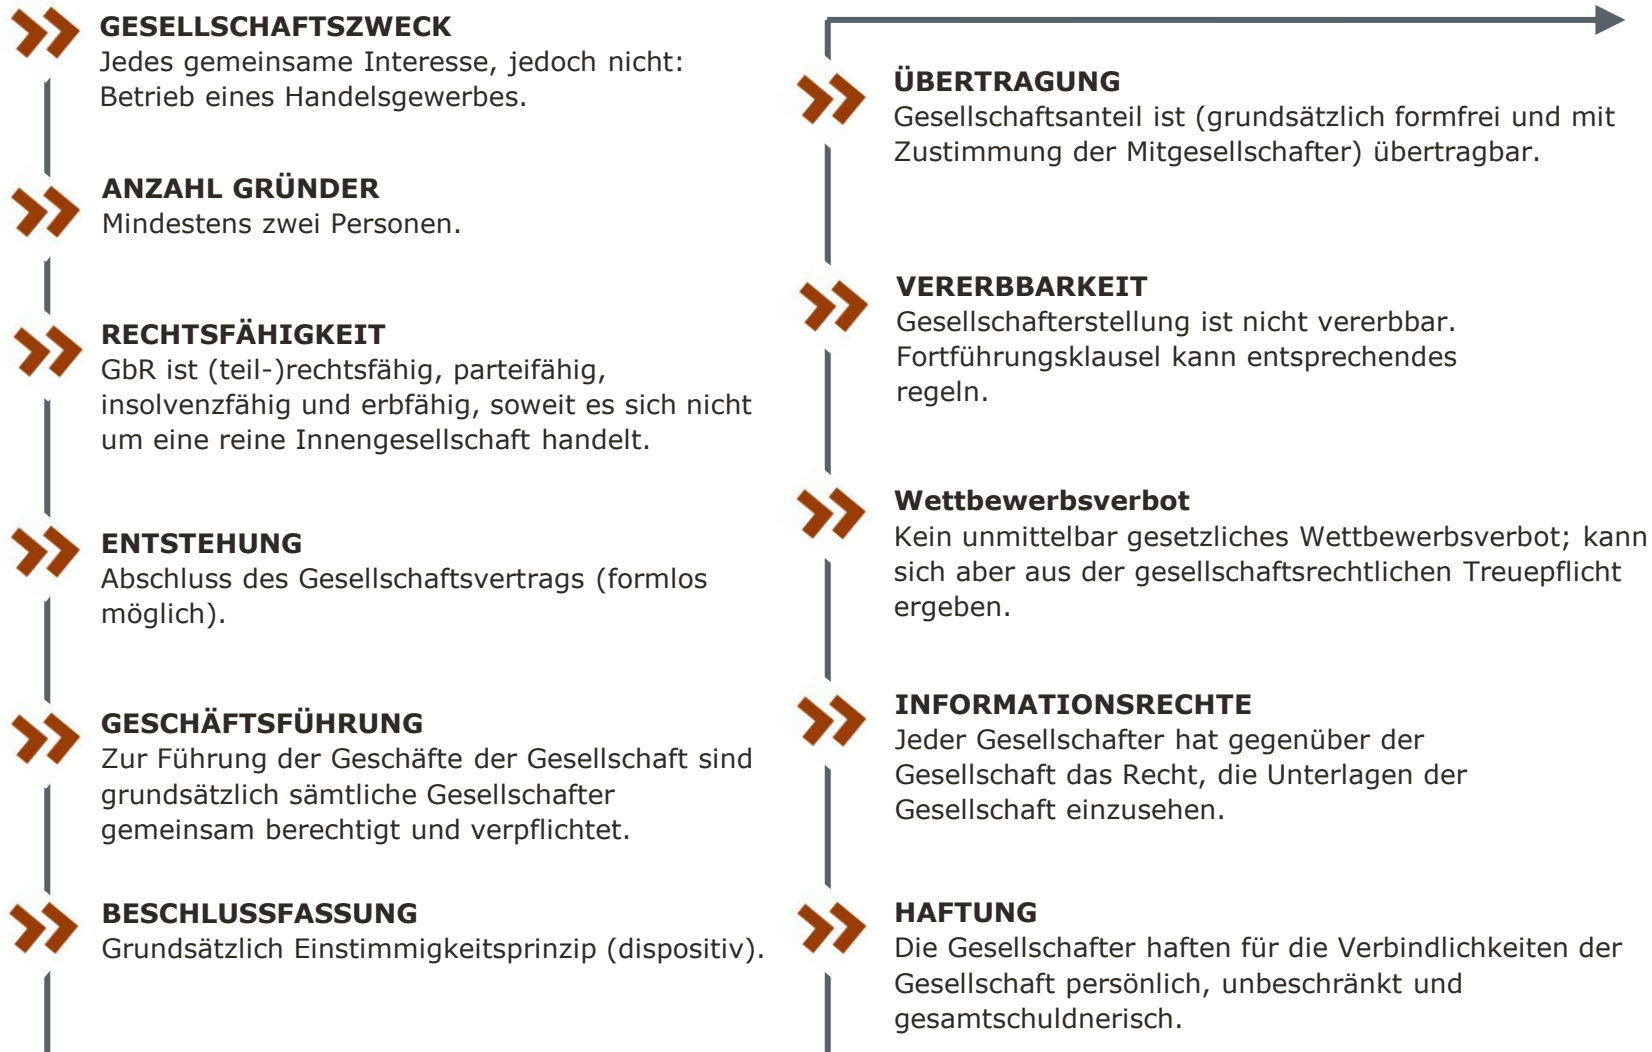 GESELLSCHAFTSZWECK
Jedes gemeinsame Interesse, jedoch nicht:
Betrieb eines Handelsgewerbes.
ANZAHL GRÜNDER
Mindestens zwei Personen.
RECHTSFÄHIGKEIT
GbR ist (teil-)rechtsfähig, parteifähig,
insolvenzfähig und erbfähig, soweit es sich nicht
um eine reine Innengesellschaft handelt.
ENTSTEHUNG
Abschluss des Gesellschaftsvertrags (formlos
möglich).
GESCHÄFTSFÜHRUNG
Zur Führung der Geschäfte der Gesellschaft sind
grundsätzlich sämtliche Gesellschafter
gemeinsam berechtigt und verpflichtet.
BESCHLUSSFASSUNG
Grundsätzlich Einstimmigkeitsprinzip (dispositiv).
ÜBERTRAGUNG
Gesellschaftsanteil ist (grundsätzlich formfrei und mit
Zustimmung der Mitgesellschafter) übertragbar.
VERERBBARKEIT
Gesellschafterstellung ist nicht vererbbar.
Fortführungsklausel kann entsprechendes
regeln.
Wettbewerbsverbot
Kein unmittelbar gesetzliches Wettbewerbsverbot; kann
sich aber aus der gesellschaftsrechtlichen Treuepflicht
ergeben.
INFORMATIONSRECHTE
Jeder Gesellschafter hat gegenüber der
Gesellschaft das Recht, die Unterlagen der
Gesellschaft einzusehen.
HAFTUNG
Die Gesellschafter haften für die Verbindlichkeiten der
Gesellschaft persönlich, unbeschränkt und
gesamtschuldnerisch.